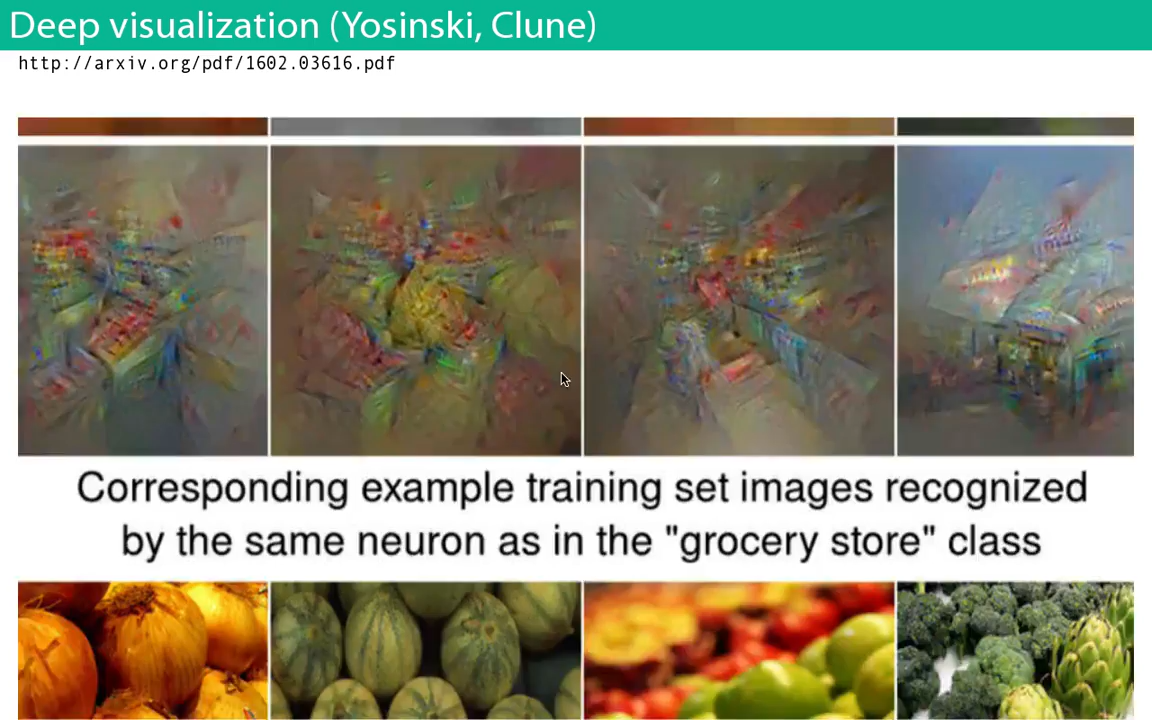 Deep visualization (Yosinski, Clune)
http://arxiv.org/pdf/1602.03616.pdf
Corresponding example training set images recognized
by the same neuron as in the "grocery store" class